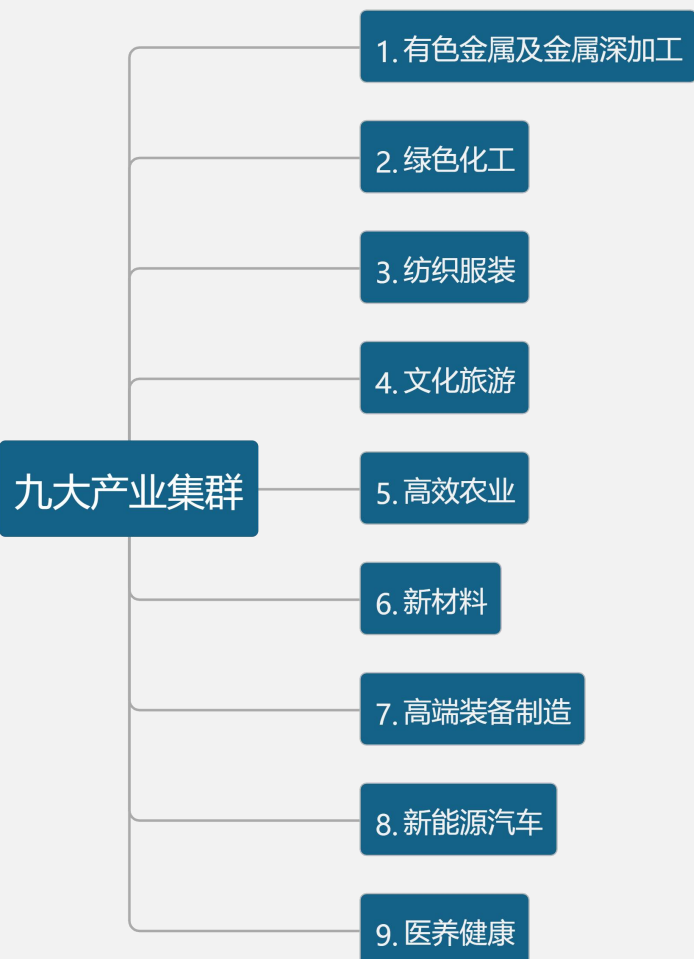 1. 有色金属及金属深加工
2. 绿色化工
3. 纺织服装
4. 文化旅游
九大产业集群
5. 高效农业
6. 新材料
7. 高端装备制造
8. 新能源汽车
9. 医养健康